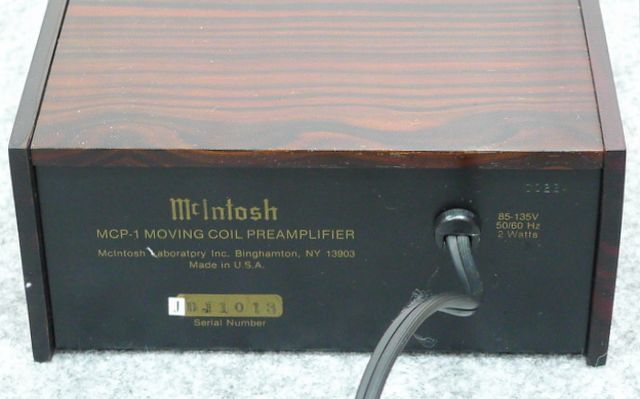 McIntosh
MCP-1 MOVING COIL PREAMPLIFIER
McIntosh Laboratory Inc. Binghamton, NY 13903
Made in U.S.A.
Serial Number
85-135V
50/60 Hz
2 Watts